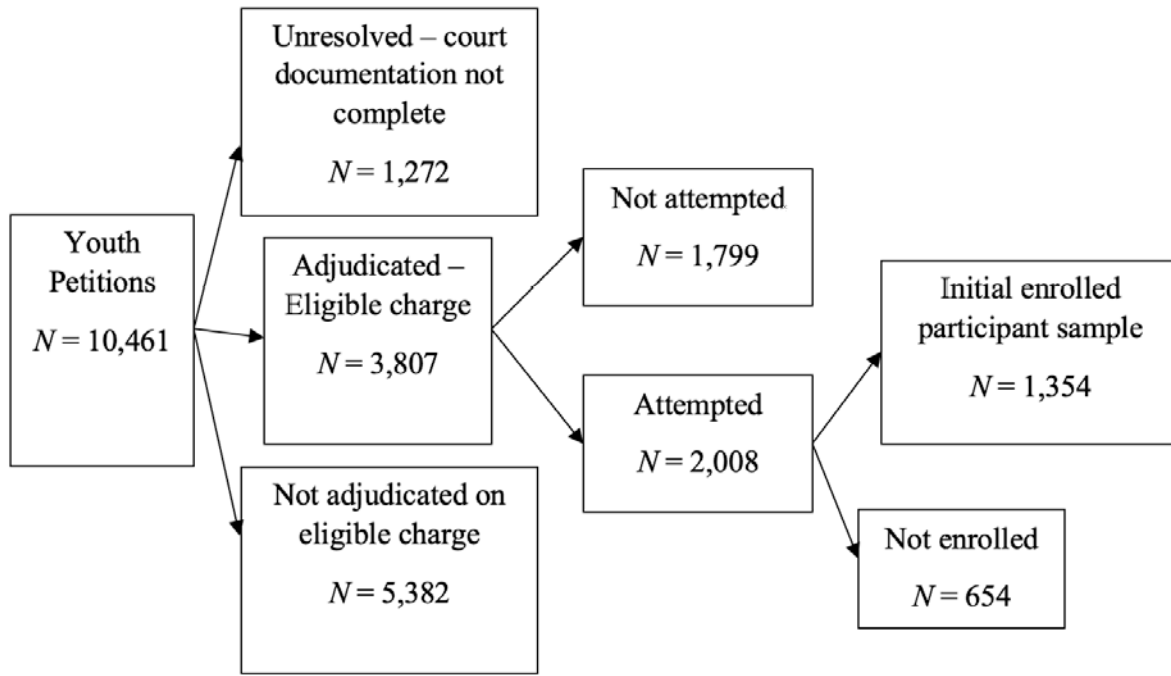 Youth
Petitions
N = 10,461
Unresolved – court
documentation not
complete
N = 1,272
Adjudicated –
Eligible charge
N = 3,807
Not adjudicated on
eligible charge
N = 5,382
Not attempted
N = 1,799
Attempted
N = 2,008
Initial enrolled
participant sample
N = 1,354
Not enrolled
N = 654